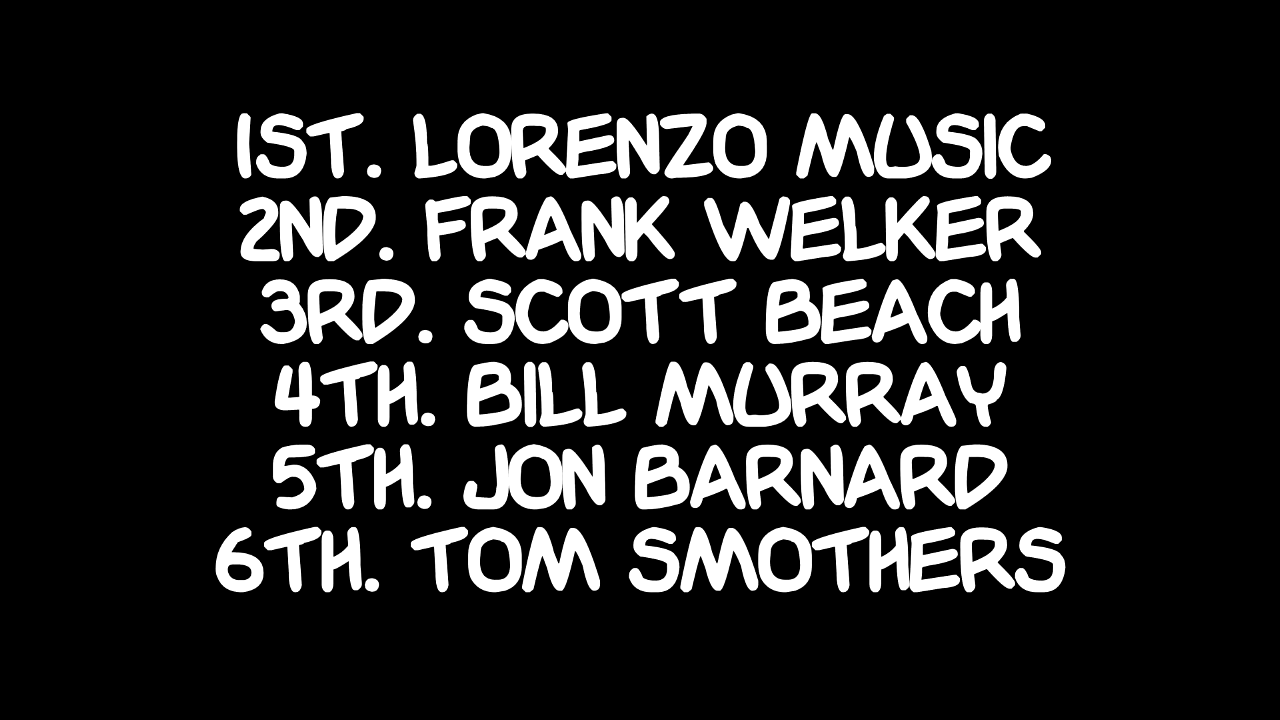 1ST. LORENZO MUSIC
2ND. FRANK WELKER
3RD. SCOTT BEACH
4TH. BILL MURRAY
5TH. JON BARNARD
6TH. TOM SMOTHERS